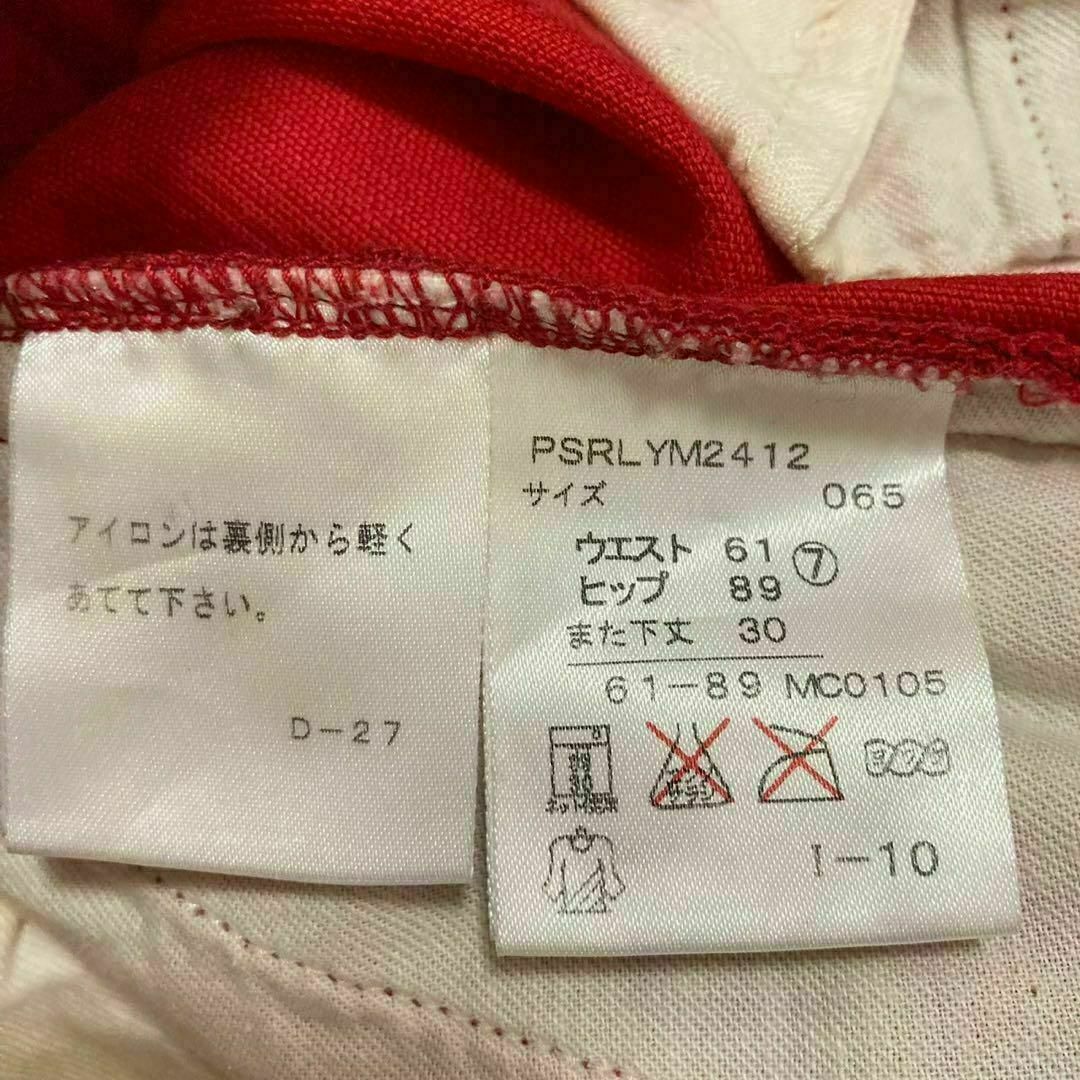 アイロンは裏側から軽く
あてて下さい。
D-27
PSRLYM2412
サイズ 065
ウエスト 61 ⑦
ヒップ 89
また下丈 30
61-89 MC0105
I-10